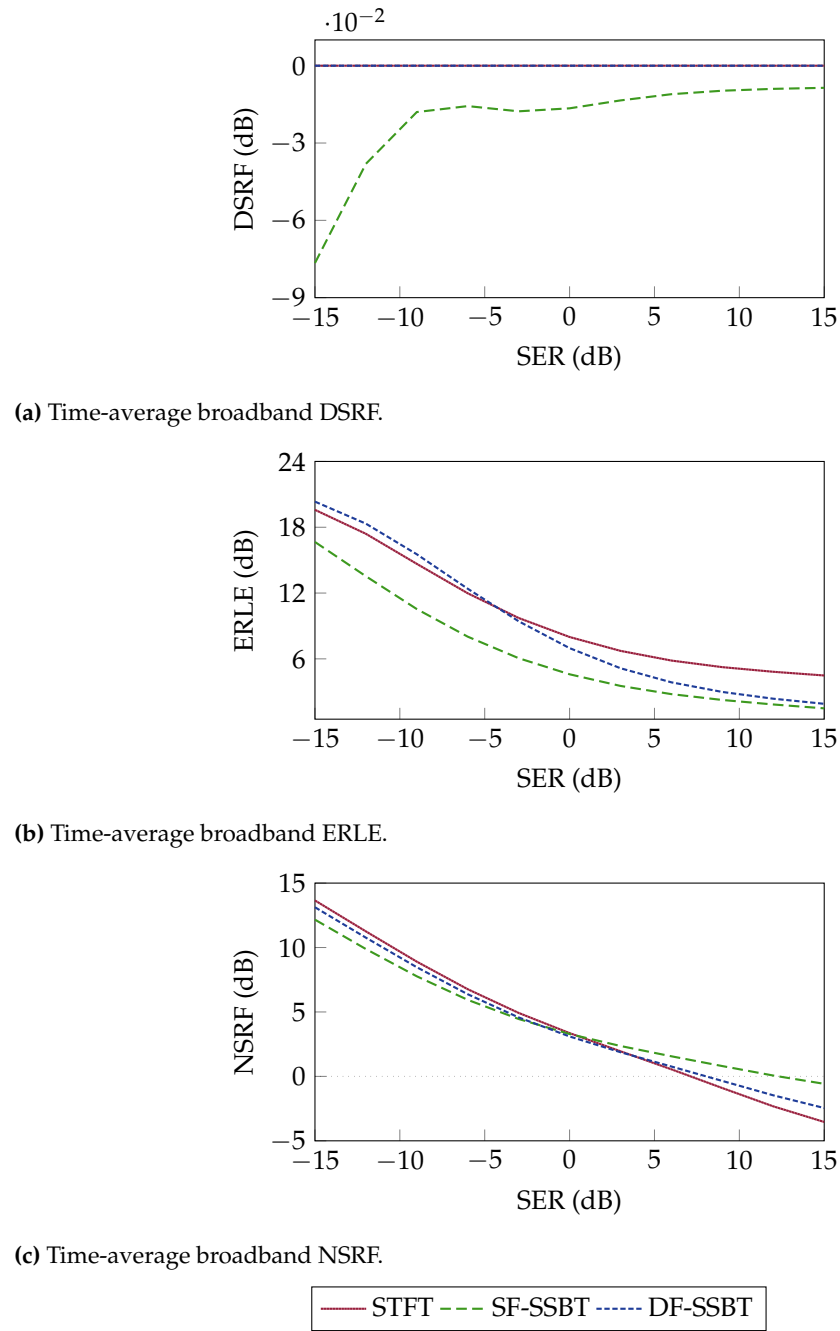 ·10−2
0
−3
−6
−9
DSRF (dB)
−15 −10 −5 0 5 10 15
SER (dB)
(a) Time-average broadband DSRF.
24
18
12
6
ERLE (dB)
−15 −10 −5 0 5 10 15
SER (dB)
(b) Time-average broadband ERLE.
15
10
5
0
−5
NSRF (dB)
−15 −10 −5 0 5 10 15
SER (dB)
(c) Time-average broadband NSRF.
STFT SF-SSBT DF-SSBT